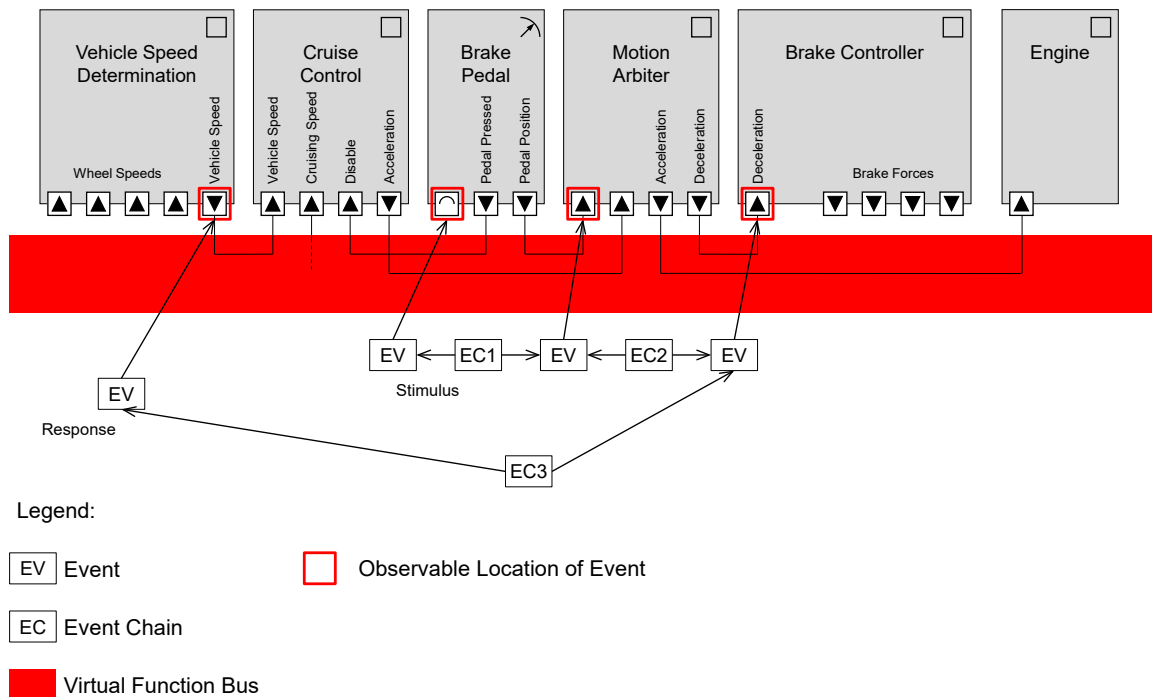 Vehicle Speed
Determination
Cruise
Control
Brake
Pedal
Motion
Arbiter
Brake Controller
Engine
Wheel Speeds
Vehicle Speed
Vehicle Speed
Cruising Speed
Disable
Acceleration
Pedal Pressed
Pedal Position
Acceleration
Deceleration
Deceleration
Brake Forces
EV
EC1
EV
EC2
EV
Stimulus
EV
Response
EC3
Legend:
EV Event
Observable Location of Event
EC Event Chain
Virtual Function Bus